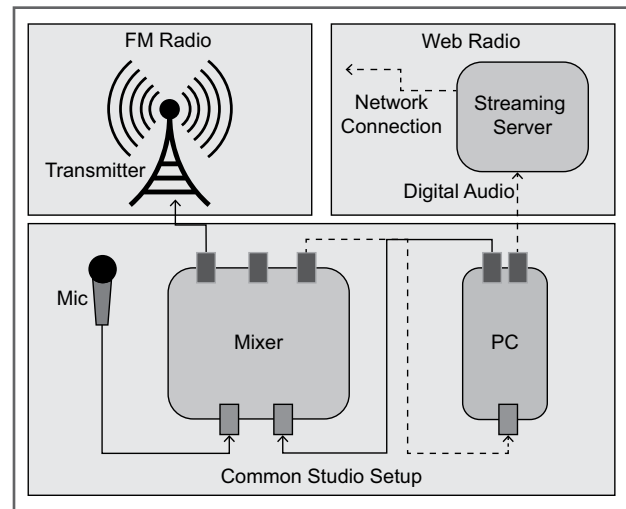 FM Radio
Transmitter
Web Radio
Network
Connection
Streaming
Server
Digital Audio
Mic
Mixer
PC
Common Studio Setup